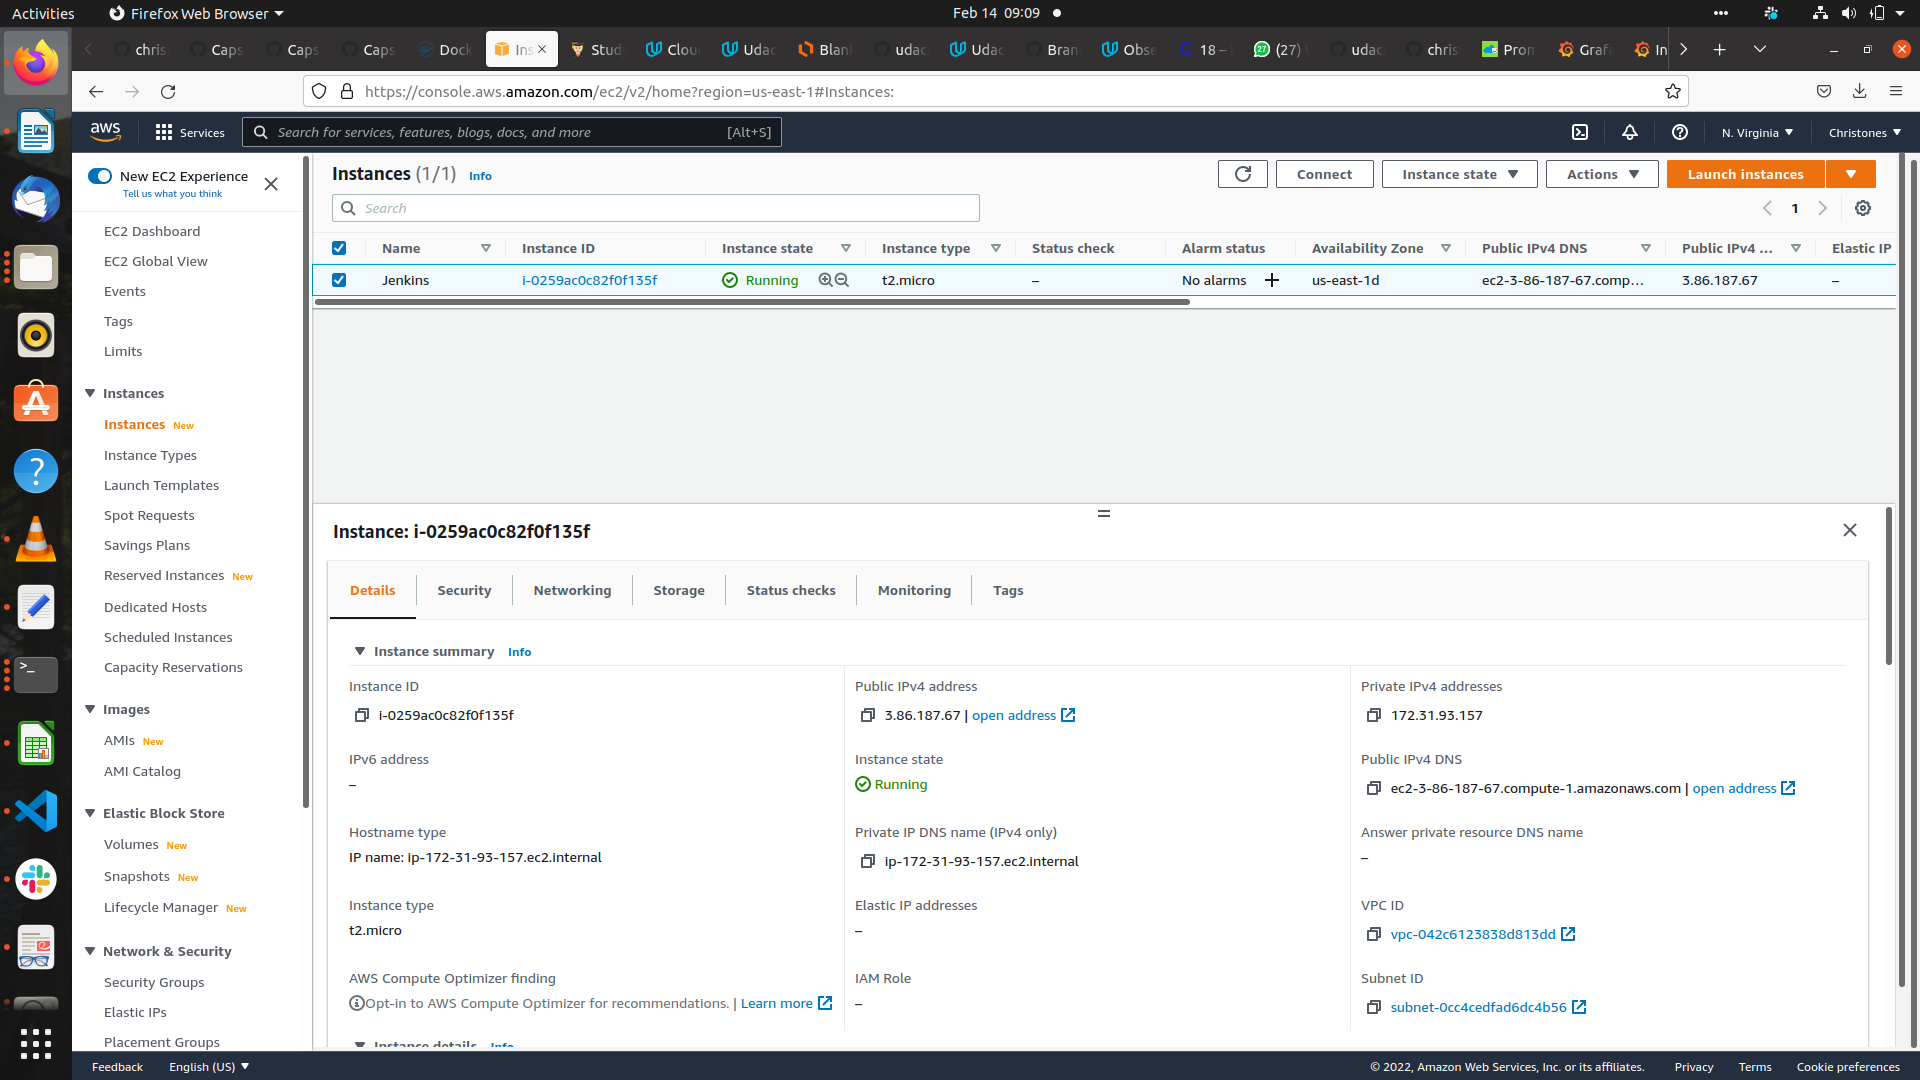 Activities
Firefox Web Browser
Feb 14 09:09
chris
Caps
Caps
Caps
Dock
Ins
Stud
Clou
Udac
Blan
udac
Udac
Bran
Obse
18 –
(27)
udac
chris
Pron
Grafa
In
https://console.aws.amazon.com/ec2/v2/home?region=us-east-1#Instances:
aws
Services
Search for services, features, blogs, docs, and more
[Alt+S]
N. Virginia
Christones
New EC2 Experience
Tell us what you think
EC2 Dashboard
EC2 Global View
Events
Tags
Limits
Instances
Instances New
Instance Types
Launch Templates
Spot Requests
Savings Plans
Reserved Instances New
Dedicated Hosts
Scheduled Instances
Capacity Reservations
Images
AMIs New
AMI Catalog
Elastic Block Store
Volumes New
Snapshots New
Lifecycle Manager New
Network & Security
Security Groups
Elastic IPs
Placement Groups
Instances (1/1) Info
Connect
Instance state
Actions
Launch instances
Search
1
Name Instance ID Instance state Instance type Status check Alarm status Availability Zone Public IPv4 DNS Public IPv4 ... Elastic IP
Jenkins i-0259ac0c82f0f135f Running t2.micro – No alarms + us-east-1d ec2-3-86-187-67.comp... 3.86.187.67 –
Instance: i-0259ac0c82f0f135f
Details Security Networking Storage Status checks Monitoring Tags
Instance summary Info
Instance ID
i-0259ac0c82f0f135f
Public IPv4 address
3.86.187.67 | open address
Private IPv4 addresses
172.31.93.157
IPv6 address
–
Instance state
Running
Public IPv4 DNS
ec2-3-86-187-67.compute-1.amazonaws.com | open address
Hostname type
IP name: ip-172-31-93-157.ec2.internal
Private IP DNS name (IPv4 only)
ip-172-31-93-157.ec2.internal
Answer private resource DNS name
–
Instance type
t2.micro
Elastic IP addresses
–
VPC ID
vpc-042c6123838d813dd
AWS Compute Optimizer finding
Opt-in to AWS Compute Optimizer for recommendations. | Learn more
IAM Role
–
Subnet ID
subnet-0cc4cedfad6dc4b56
Instance details Info
Feedback
English (US)
© 2022, Amazon Web Services, Inc. or its affiliates.
Privacy
Terms
Cookie preferences